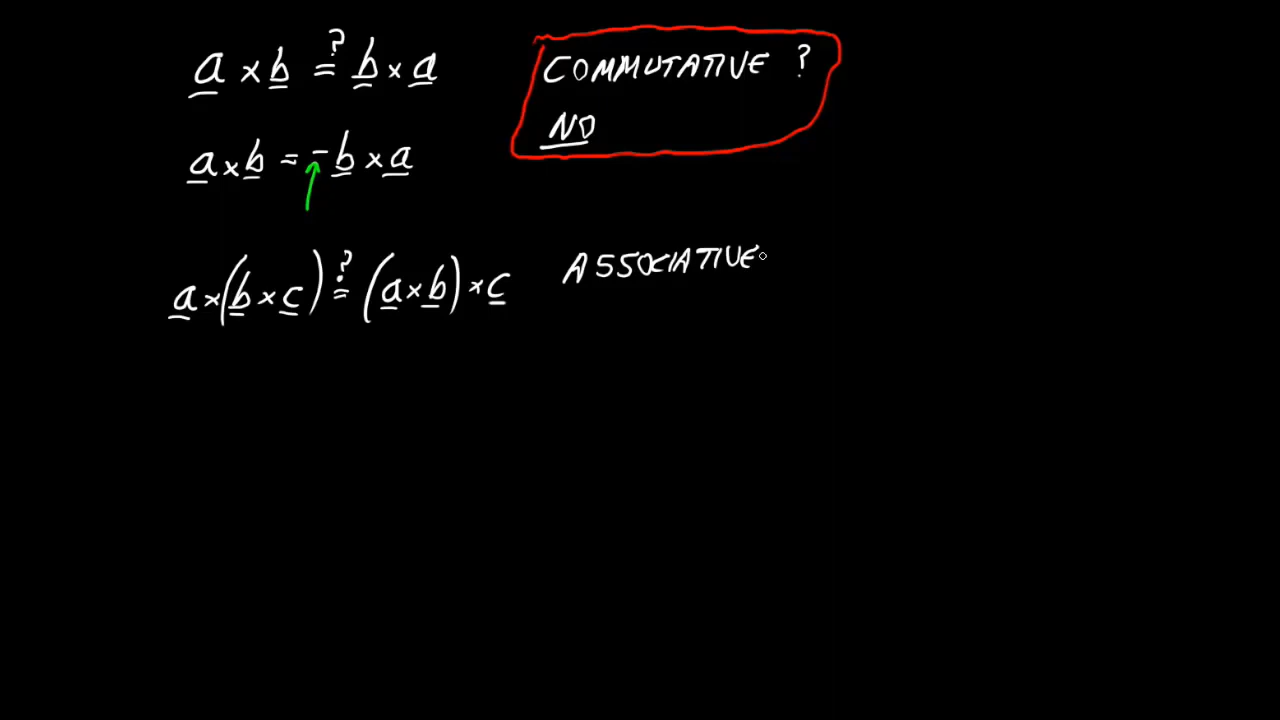 a × b ≟ b × a
COMMUTATIVE ?
NO
a × b = - b × a
a × (b × c) ≟ (a × b) × c
ASSOCIATIVE